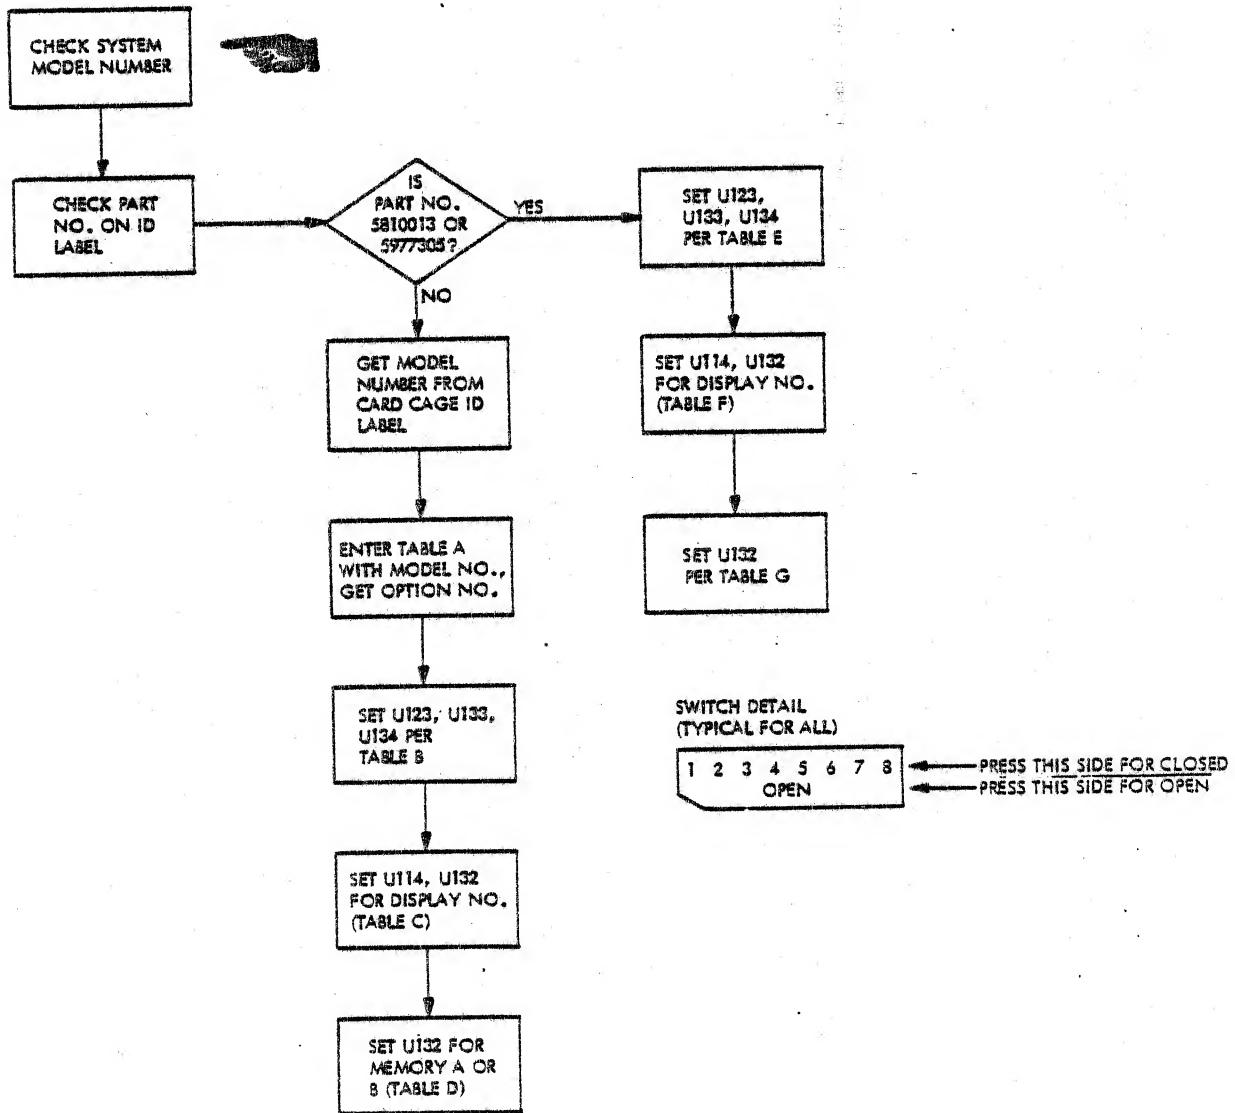 CHECK SYSTEM
MODEL NUMBER
CHECK PART
NO. ON ID
LABEL
IS
PART NO.
5810013 OR
5977305?
YES
NO
SET U123,
U133, U134
PER TABLE E
SET U114, U132
FOR DISPLAY NO.
(TABLE F)
SET U132
PER TABLE G
GET MODEL
NUMBER FROM
CARD CAGE ID
LABEL
ENTER TABLE A
WITH MODEL NO.,
GET OPTION NO.
SET U123, U133,
U134 PER
TABLE B
SET U114, U132
FOR DISPLAY NO.
(TABLE C)
SET U132 FOR
MEMORY A OR
B (TABLE D)
SWITCH DETAIL
(TYPICAL FOR ALL)
1 2 3 4 5 6 7 8
OPEN
PRESS THIS SIDE FOR CLOSED
PRESS THIS SIDE FOR OPEN